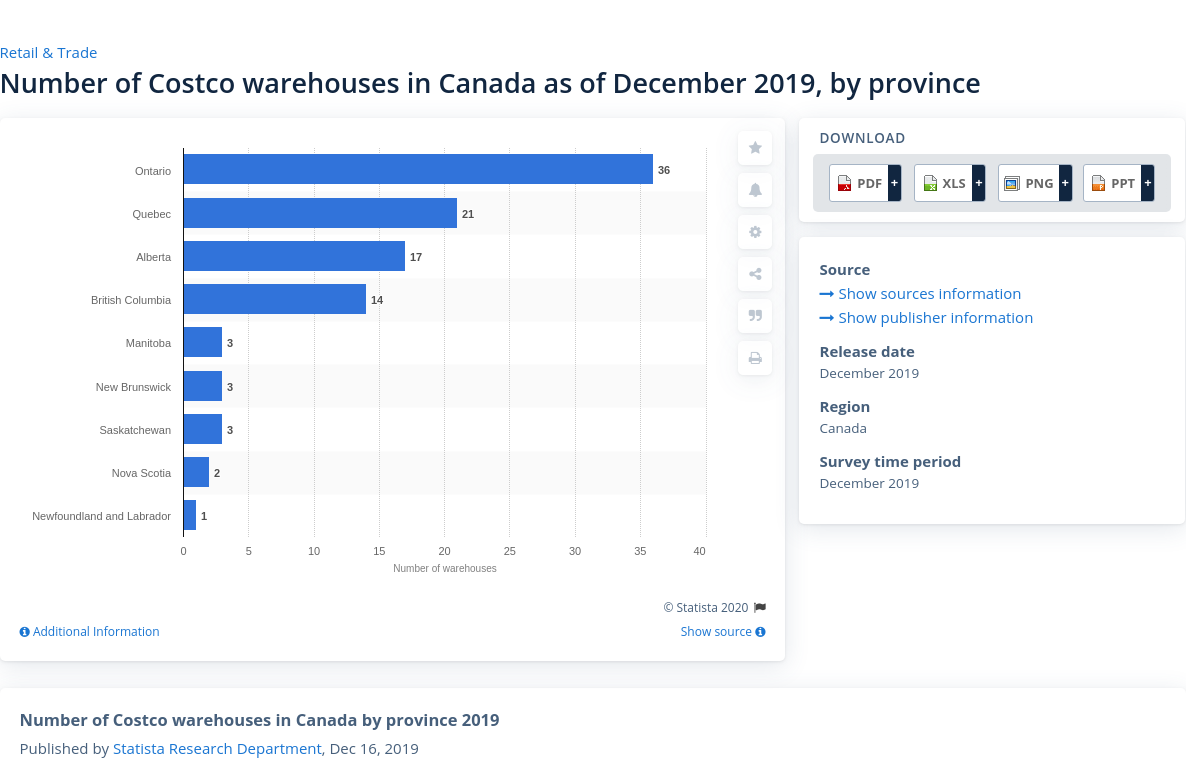 Retail & Trade
Number of Costco warehouses in Canada as of December 2019, by province
Ontario 36
Quebec 21
Alberta 17
British Columbia 14
Manitoba 3
New Brunswick 3
Saskatchewan 3
Nova Scotia 2
Newfoundland and Labrador 1
0 5 10 15 20 25 30 35 40
Number of warehouses
© Statista 2020
Additional Information Show source
DOWNLOAD
PDF + XLS + PNG + PPT +
Source
Show sources information
Show publisher information
Release date
December 2019
Region
Canada
Survey time period
December 2019
Number of Costco warehouses in Canada by province 2019
Published by Statista Research Department, Dec 16, 2019